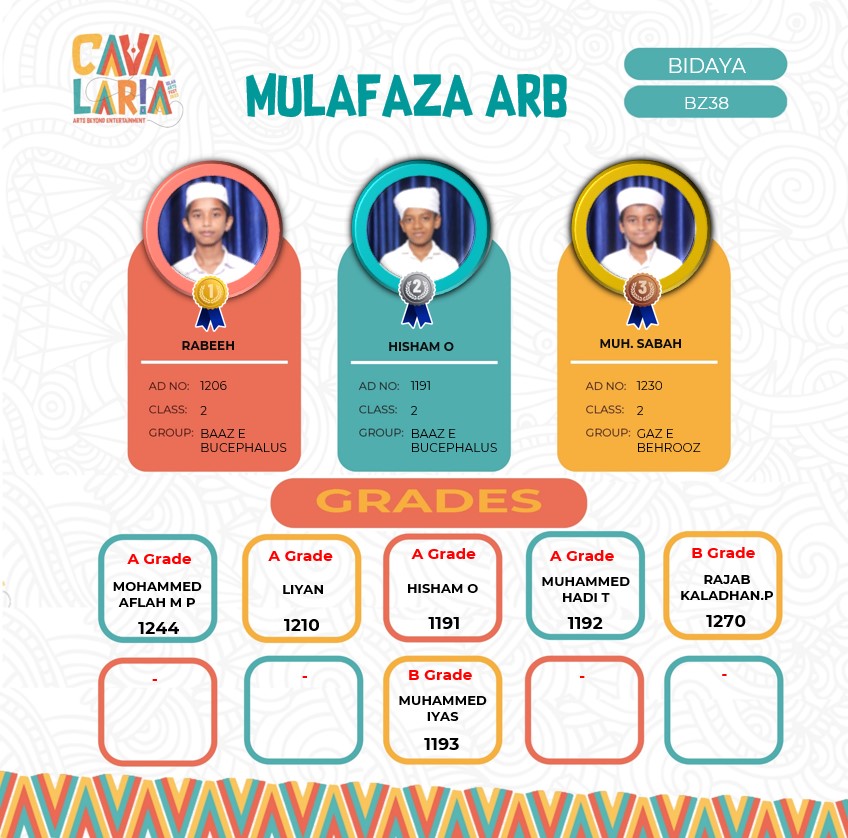 CAVA
LARIA
ARTS BEYOND ENTERTAINMENT
MULAFAZA ARB
BIDAYA
BZ38
1
RABEEH
AD NO: 1206
CLASS: 2
GROUP: BAAZ E
BUCEPHALUS
2
HISHAM O
AD NO: 1191
CLASS: 2
GROUP: BAAZ E
BUCEPHALUS
3
MUH. SABAH
AD NO: 1230
CLASS: 2
GROUP: GAZ E
BEHROOZ
GRADES
A Grade
MOHAMMED
AFLAH M P
1244
A Grade
LIYAN
1210
A Grade
HISHAM O
1191
A Grade
MUHAMMED
HADI T
1192
B Grade
RAJAB
KALADHAN.P
1270
-
-
B Grade
MUHAMMED
IYAS
1193
-
-